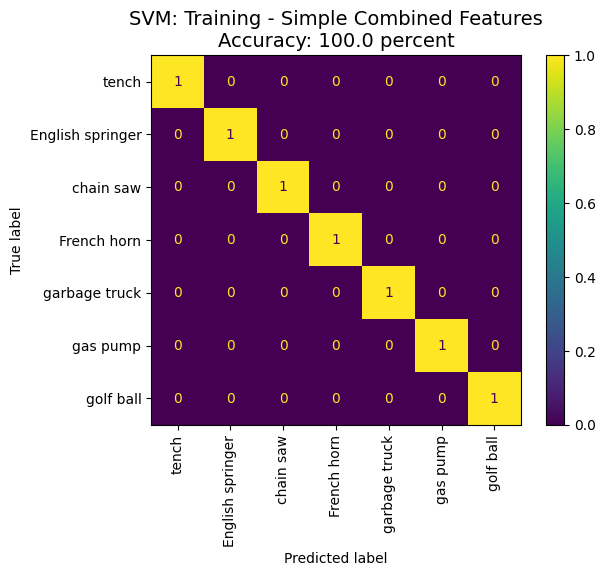 SVM: Training - Simple Combined Features
Accuracy: 100.0 percent
True label
tench 1 0 0 0 0 0 0
English springer 0 1 0 0 0 0 0
chain saw 0 0 1 0 0 0 0
French horn 0 0 0 1 0 0 0
garbage truck 0 0 0 0 1 0 0
gas pump 0 0 0 0 0 1 0
golf ball 0 0 0 0 0 0 1
tench English springer chain saw French horn garbage truck gas pump golf ball
Predicted label
1.0
0.8
0.6
0.4
0.2
0.0